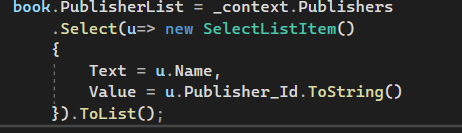 book.PublisherList = _context.Publishers
.Select(u=> new SelectListItem()
{
Text = u.Name,
Value = u.Publisher_Id.ToString()
}).ToList();